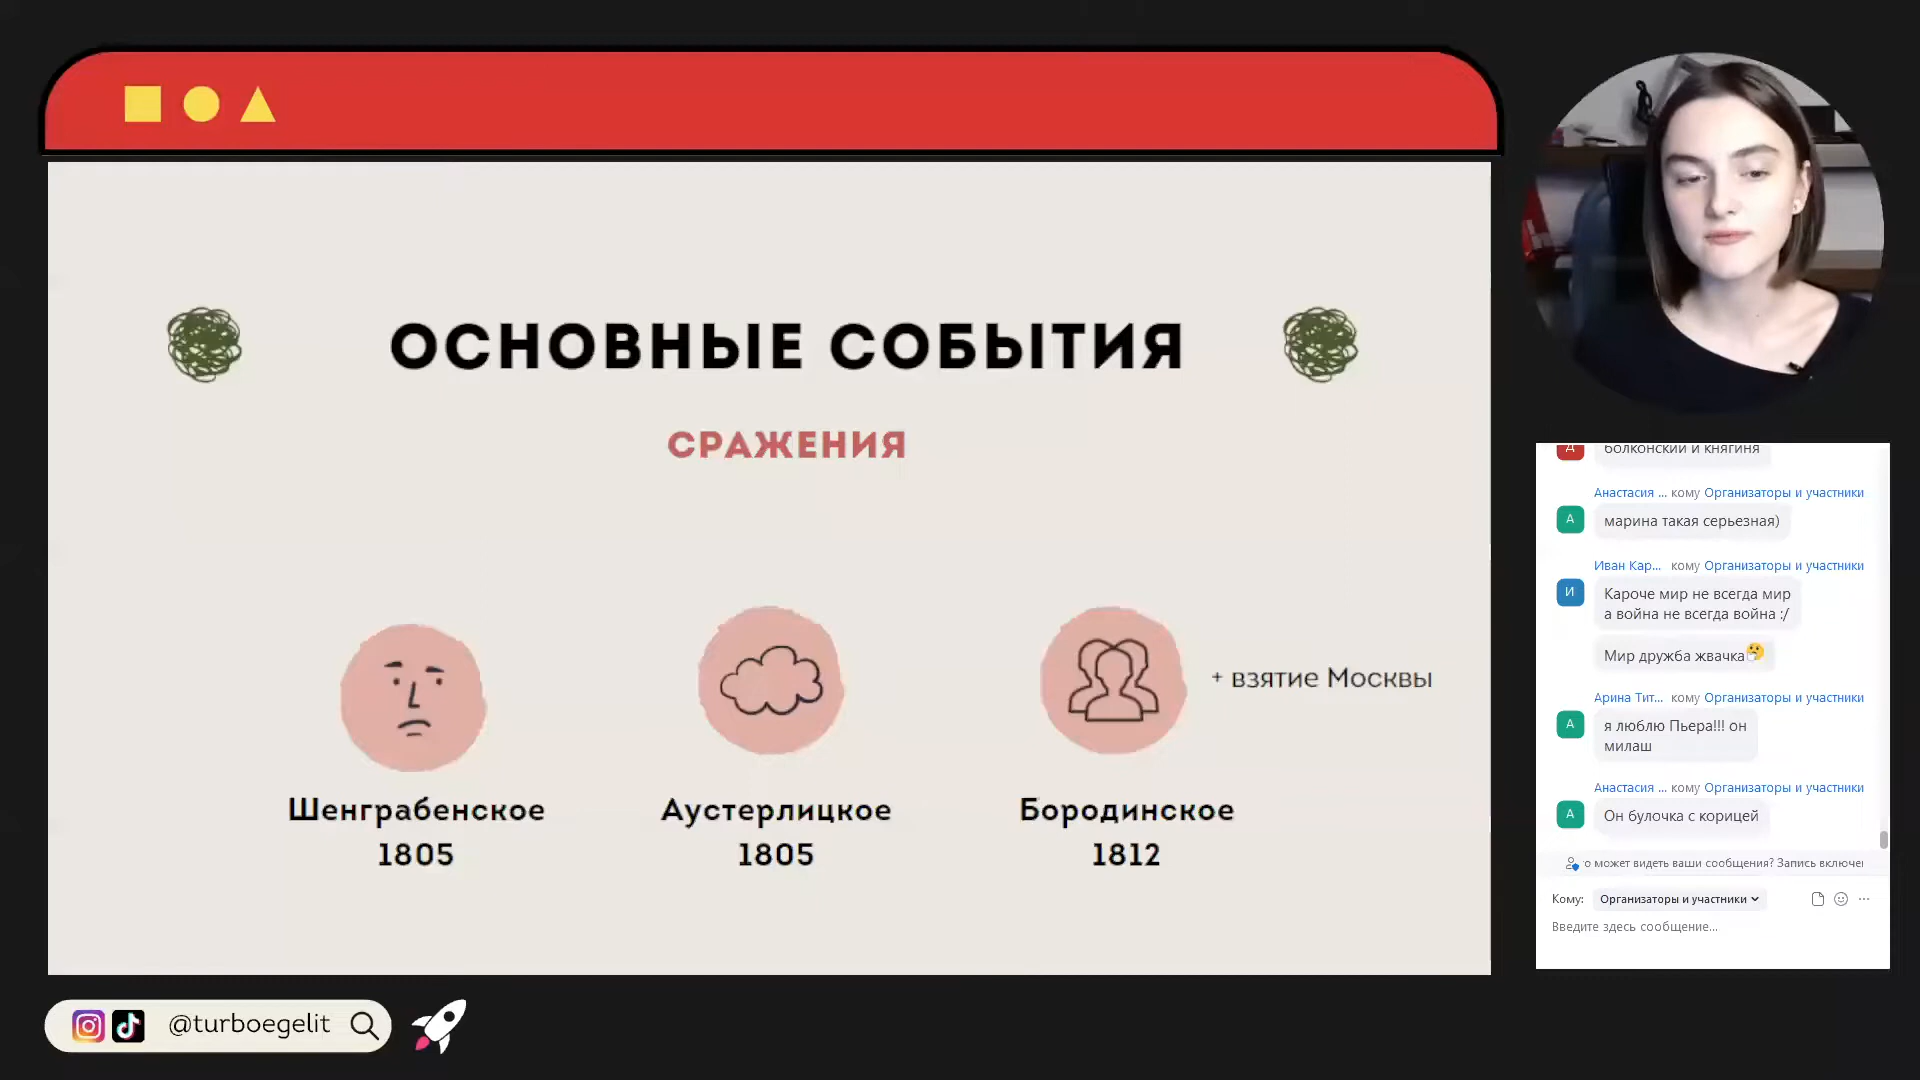 ОСНОВНЫЕ СОБЫТИЯ
СРАЖЕНИЯ
+ взятие Москвы
Шенграбенское
1805
Аустерлицкое
1805
Бородинское
1812
@turboegelit
Д
болконский и княгиня
Анастасия ... кому Организаторы и участники
А
марина такая серьезная)
Иван Кар... кому Организаторы и участники
И
Кароче мир не всегда мир
а война не всегда война :/
Мир дружба жвачка🤔
Арина Тит... кому Организаторы и участники
А
я люблю Пьера!!! он
милаш
Анастасия ... кому Организаторы и участники
А
Он булочка с корицей
может видеть ваши сообщения? Запись
Кому: Организаторы и участники
Введите здесь сообщение...